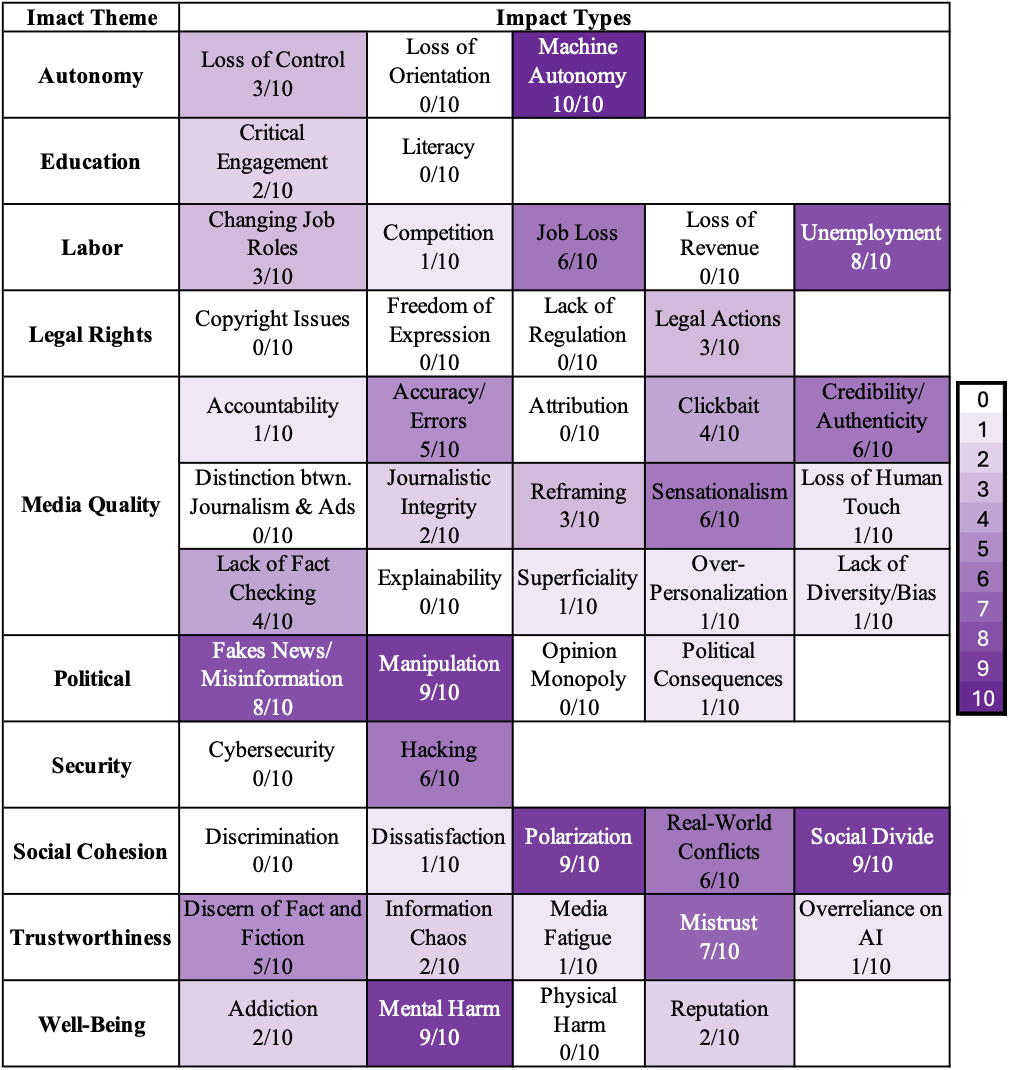 Imact Theme
Impact Types
Autonomy
Loss of Control
3/10
Loss of
Orientation
0/10
Machine
Autonomy
10/10
Education
Critical
Engagement
2/10
Literacy
0/10
Labor
Changing Job
Roles
3/10
Competition
1/10
Job Loss
6/10
Loss of
Revenue
0/10
Unemployment
8/10
Legal Rights
Copyright Issues
0/10
Freedom of
Expression
0/10
Lack of
Regulation
0/10
Legal Actions
3/10
Media Quality
Accountability
1/10
Accuracy/
Errors
5/10
Attribution
0/10
Clickbait
4/10
Credibility/
Authenticity
6/10
Distinction btwn.
Journalism & Ads
0/10
Journalistic
Integrity
2/10
Reframing
3/10
Sensationalism
6/10
Loss of Human
Touch
1/10
Lack of Fact
Checking
4/10
Explainability
0/10
Superficiality
1/10
Over-
Personalization
1/10
Lack of
Diversity/Bias
1/10
Political
Fakes News/
Misinformation
8/10
Manipulation
9/10
Opinion
Monopoly
0/10
Political
Consequences
1/10
Security
Cybersecurity
0/10
Hacking
6/10
Social Cohesion
Discrimination
0/10
Dissatisfaction
1/10
Polarization
9/10
Real-World
Conflicts
6/10
Social Divide
9/10
Trustworthiness
Discern of Fact and
Fiction
5/10
Information
Chaos
2/10
Media
Fatigue
1/10
Mistrust
7/10
Overreliance on
AI
1/10
Well-Being
Addiction
2/10
Mental Harm
9/10
Physical
Harm
0/10
Reputation
2/10
0
1
2
3
4
5
6
7
8
9
10